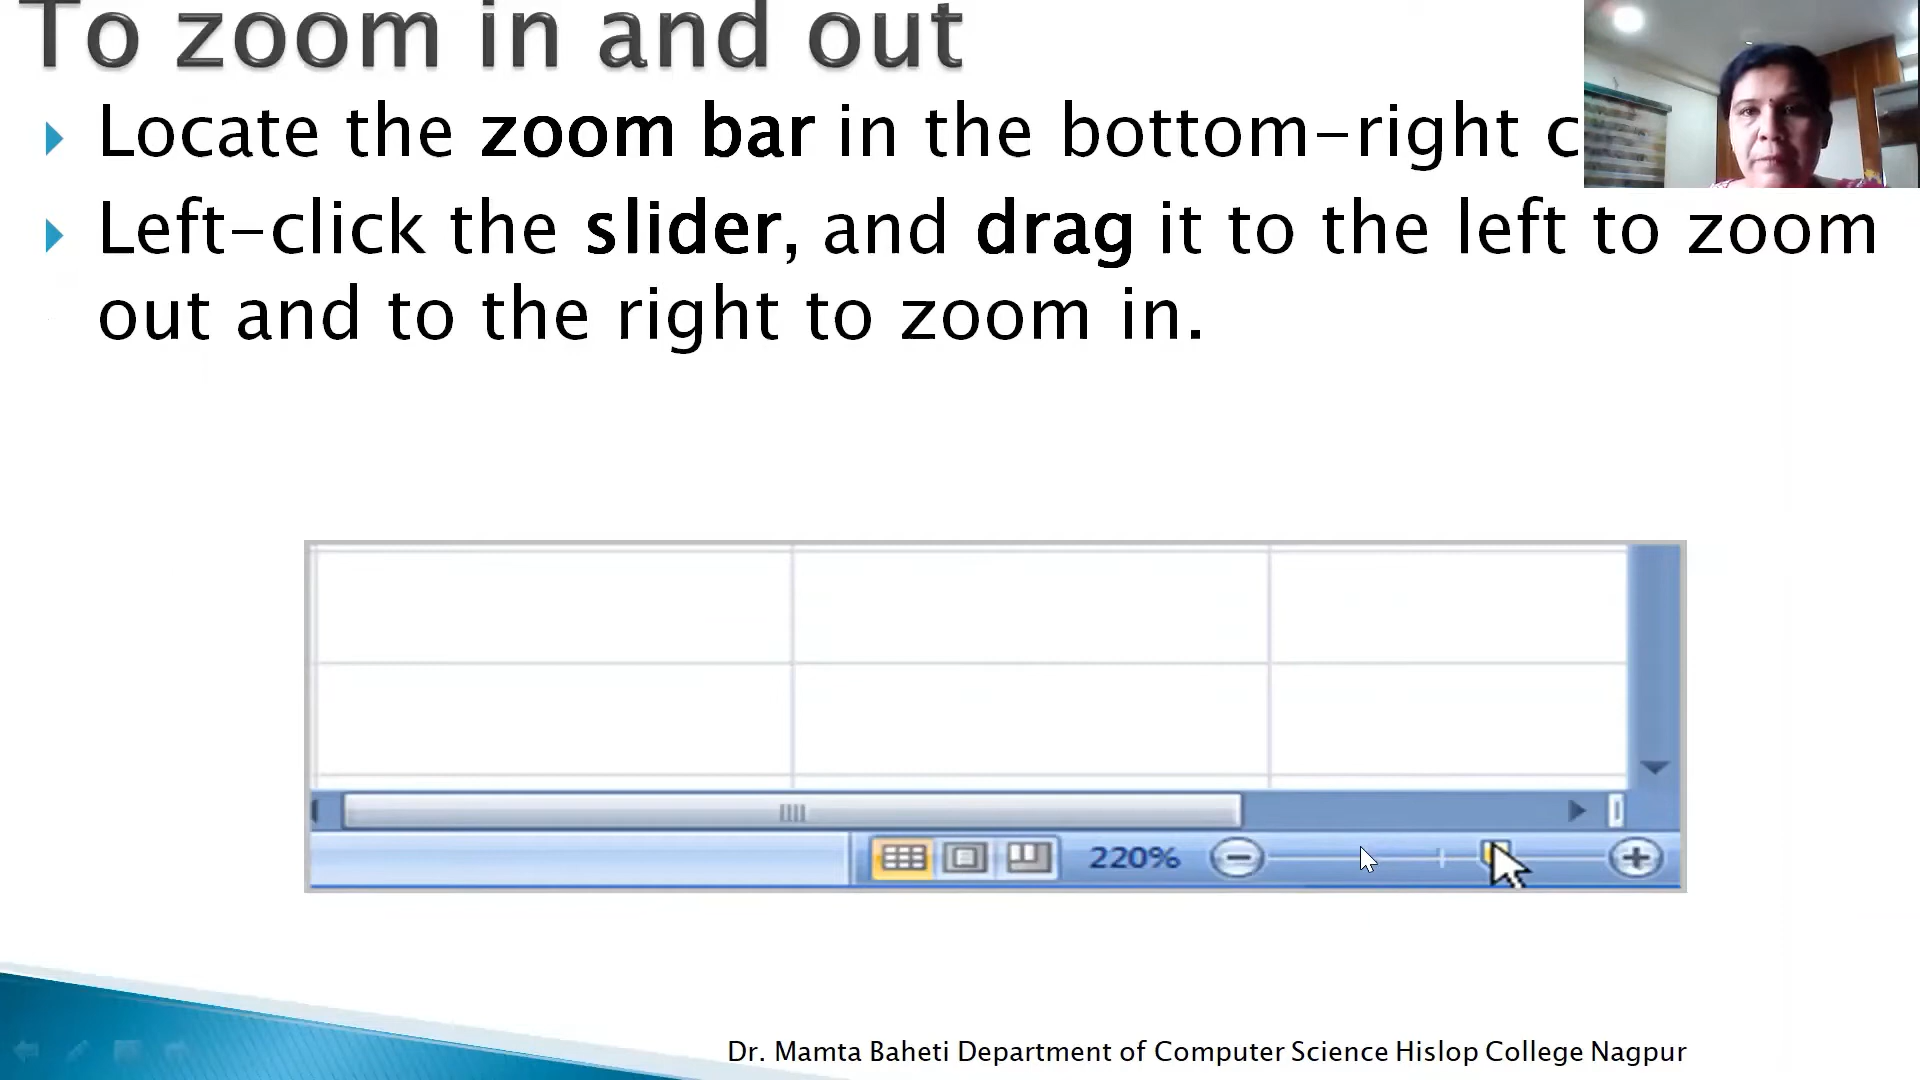 To zoom in and out
Locate the zoom bar in the bottom-right c
Left-click the slider, and drag it to the left to zoom
out and to the right to zoom in.
220%
Dr. Mamta Baheti Department of Computer Science Hislop College Nagpur